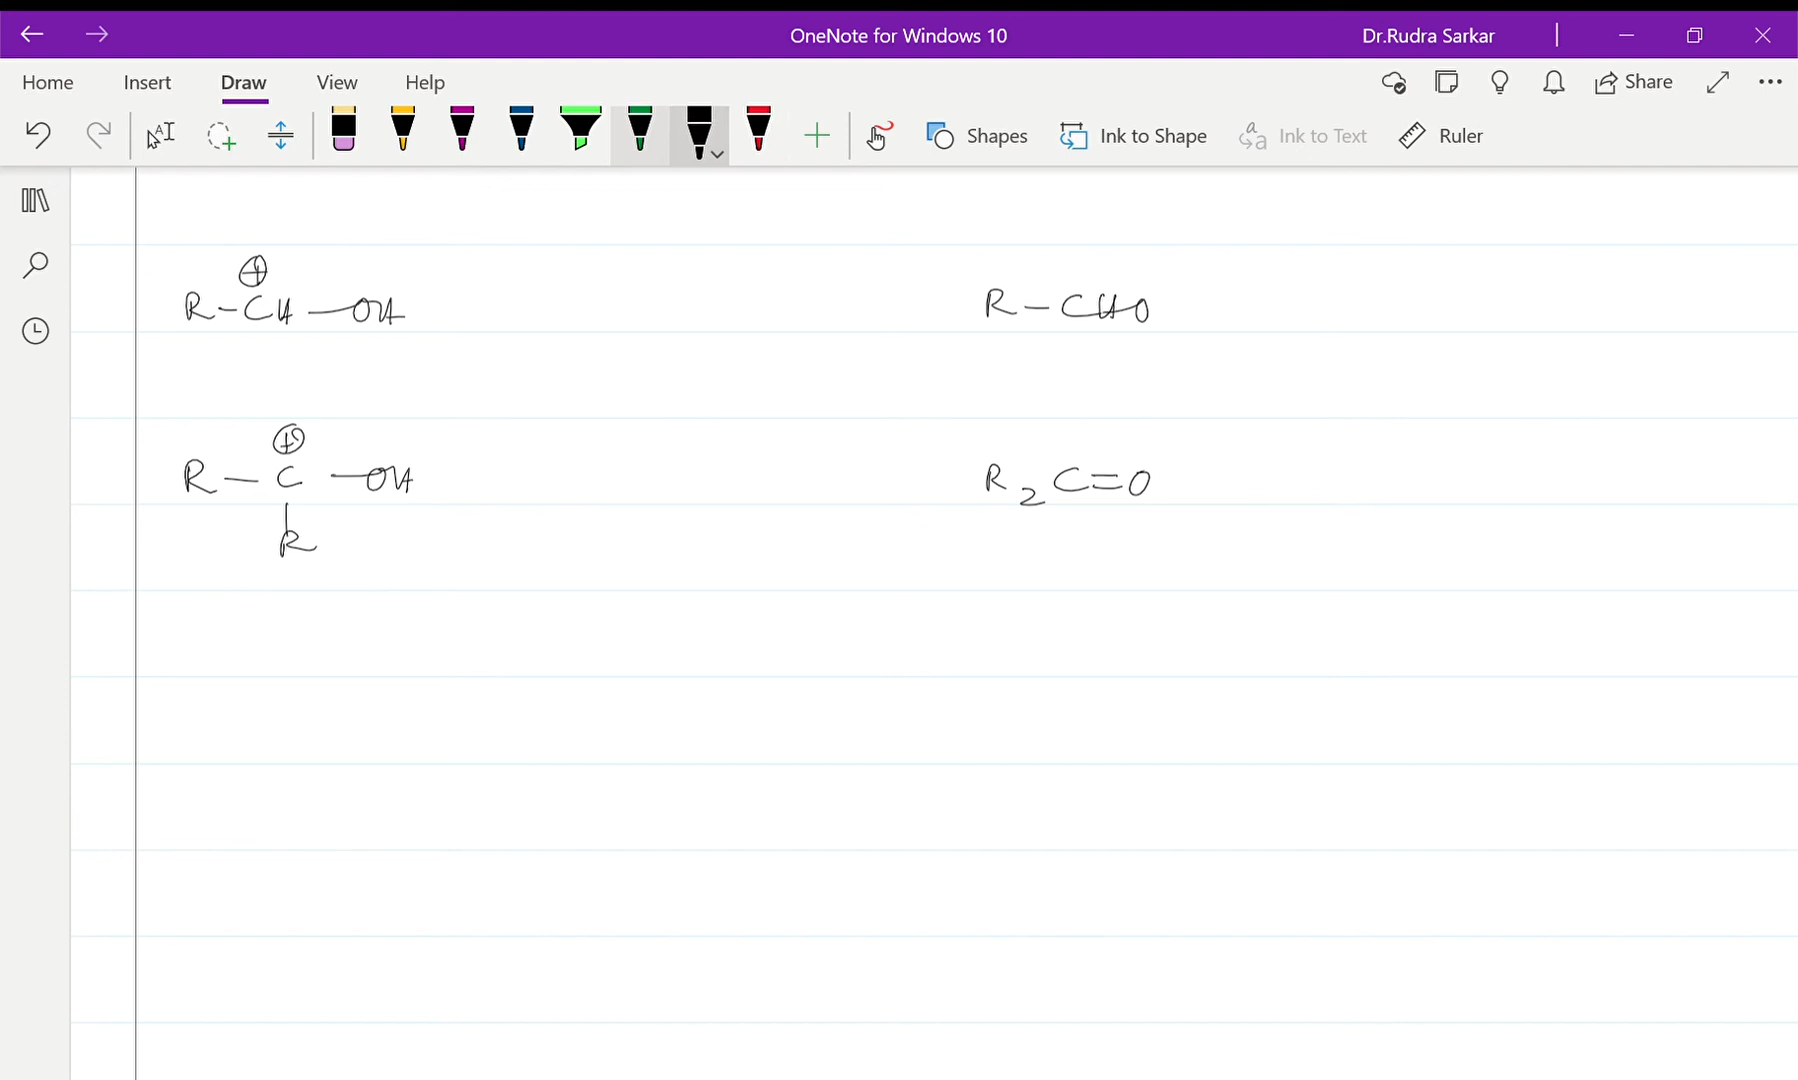 OneNote for Windows 10 Dr.Rudra Sarkar
Home Insert Draw View Help Share
Shapes Ink to Shape Ink to Text Ruler
⊕
R-CH-OH R-CHO
⊕
R-C-OH R₂C=O
|
R